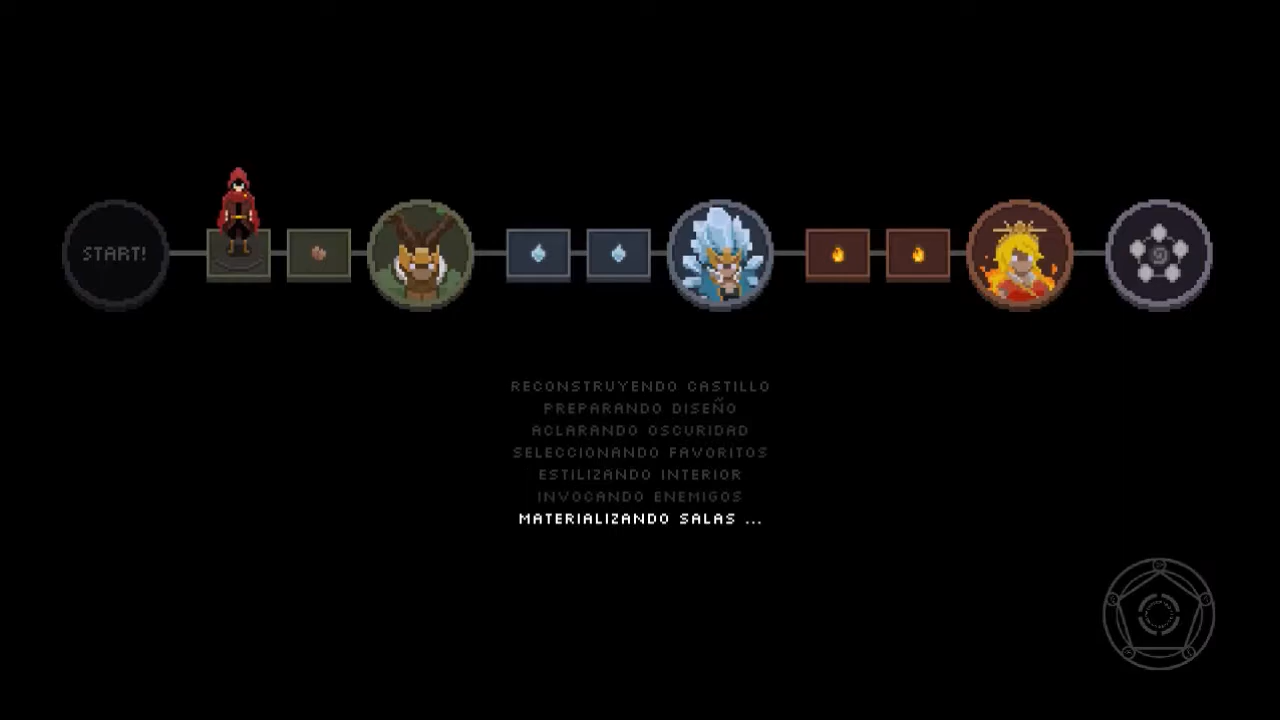 START!
RECONSTRUYENDO CASTILLO
PREPARANDO DISEÑO
ACLARANDO OSCURIDAD
SELECCIONANDO FAVORITOS
ESTILIZANDO INTERIOR
INVOCANDO ENEMIGOS
MATERIALIZANDO SALAS ...